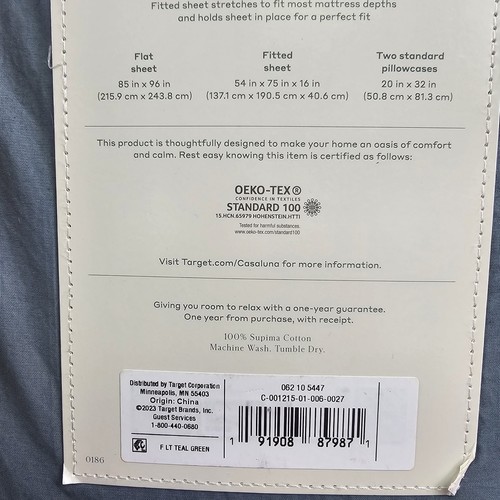 Fitted sheet stretches to fit most mattress depths
and holds sheet in place for a perfect fit
Flat
sheet
85 in x 96 in
(215.9 cm x 243.8 cm)
Fitted
sheet
54 in x 75 in x 16 in
(137.1 cm x 190.5 cm x 40.6 cm)
Two standard
pillowcases
20 in x 32 in
(50.8 cm x 81.3 cm)
This product is thoughtfully designed to make your home an oasis of comfort
and calm. Rest easy knowing this item is certified as follows:
OEKO-TEX®
CONFIDENCE IN TEXTILES
STANDARD 100
15.HCN.65979 HOHENSTEIN.HTTI
Tested for harmful substances.
www.oeko-tex.com/standard100
Visit Target.com/Casaluna for more information.
Giving you room to relax with a one-year guarantee.
One year from purchase, with receipt.
100% Supima Cotton
Machine Wash. Tumble Dry.
Distributed by Target Corporation
Minneapolis, MN 55403
Origin: China
©2023 Target Brands, Inc.
Guest Services
1-800-440-0680
F LT TEAL GREEN
062 10 5447
C-001215-01-006-0027
1 91908 87987 1
0186